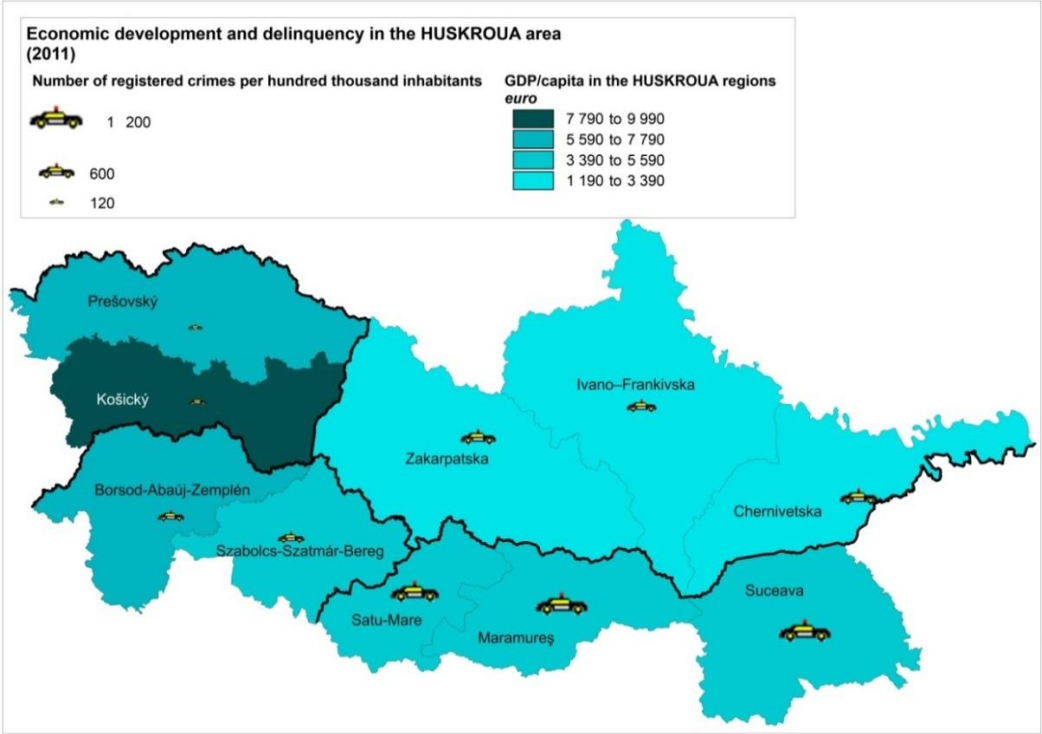 Economic development and delinquency in the HUSKROUA area
(2011)
Number of registered crimes per hundred thousand inhabitants
1 200
600
120
GDP/capita in the HUSKROUA regions
euro
7 790 to 9 990
5 590 to 7 790
3 390 to 5 590
1 190 to 3 390
Prešovský
Košický
Ivano–Frankivska
Zakarpatska
Borsod-Abaúj-Zemplén
Chernivetska
Szabolcs-Szatmár-Bereg
Suceava
Satu-Mare
Maramureş